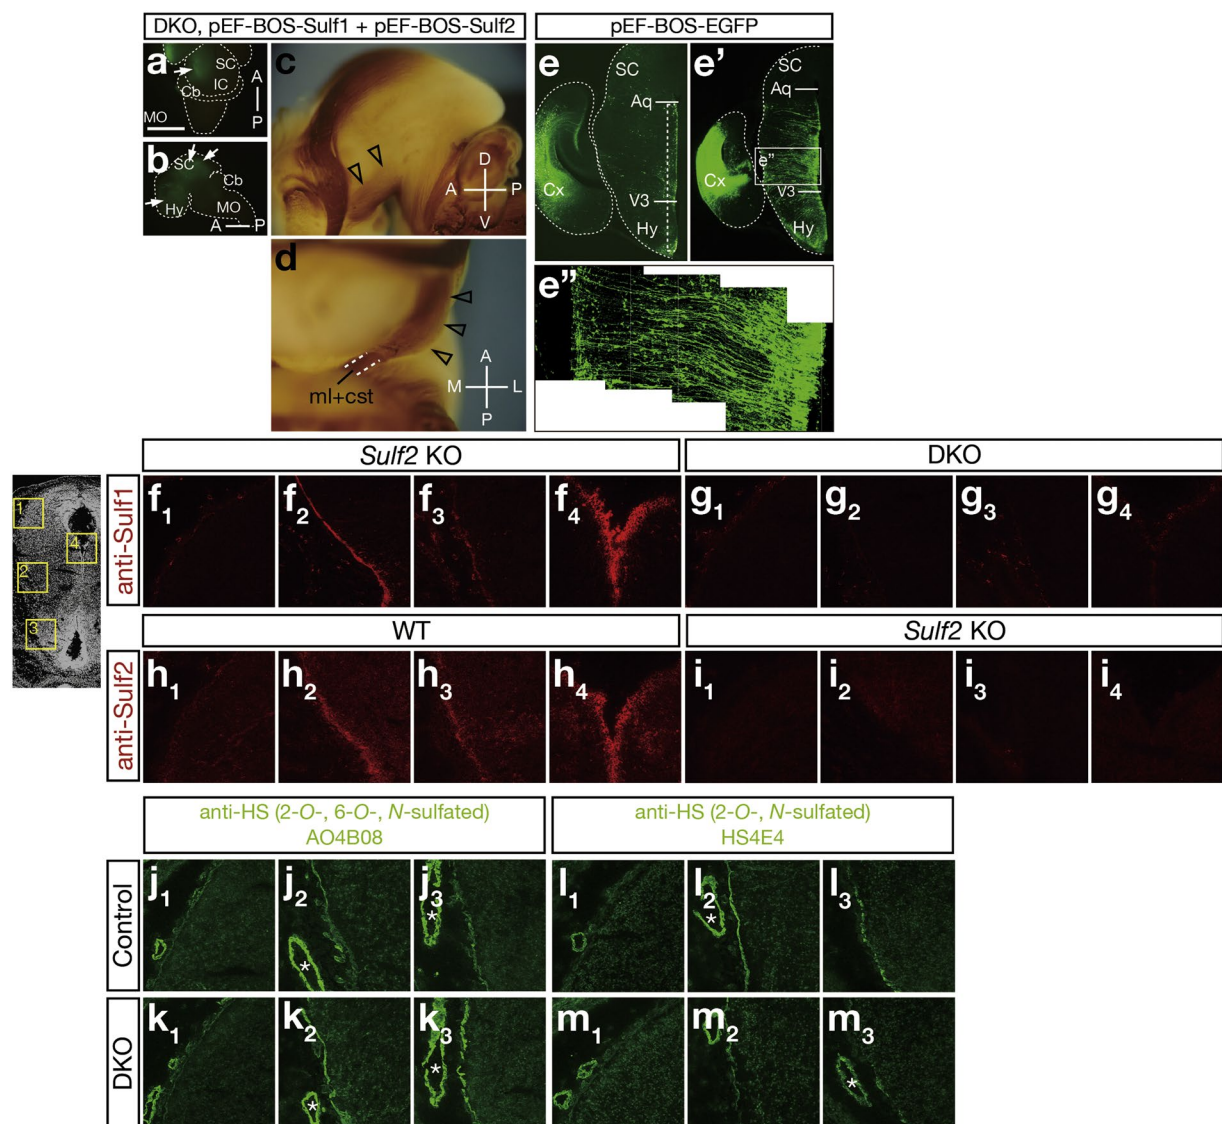 DKO, pEF-BOS-Sulf1 + pEF-BOS-Sulf2
pEF-BOS-EGFP
a
SC
IC
Cb
MO
A
P
b
SC
Cb
Hy
MO
A
P
c
D
A
P
V
d
ml+cst
A
M
L
P
e
SC
Aq
Cx
V3
Hy
e'
SC
Aq
Cx
e"
V3
Hy
e"
Sulf2 KO
DKO
1
4
2
3
anti-Sulf1
f1
f2
f3
f4
g1
g2
g3
g4
WT
Sulf2 KO
anti-Sulf2
h1
h2
h3
h4
i1
i2
i3
i4
anti-HS (2-O-, 6-O-, N-sulfated)
AO4B08
anti-HS (2-O-, N-sulfated)
HS4E4
Control
j1
j2
*
j3
*
l1
l2
*
l3
DKO
k1
k2
*
k3
*
m1
m2
m3
*